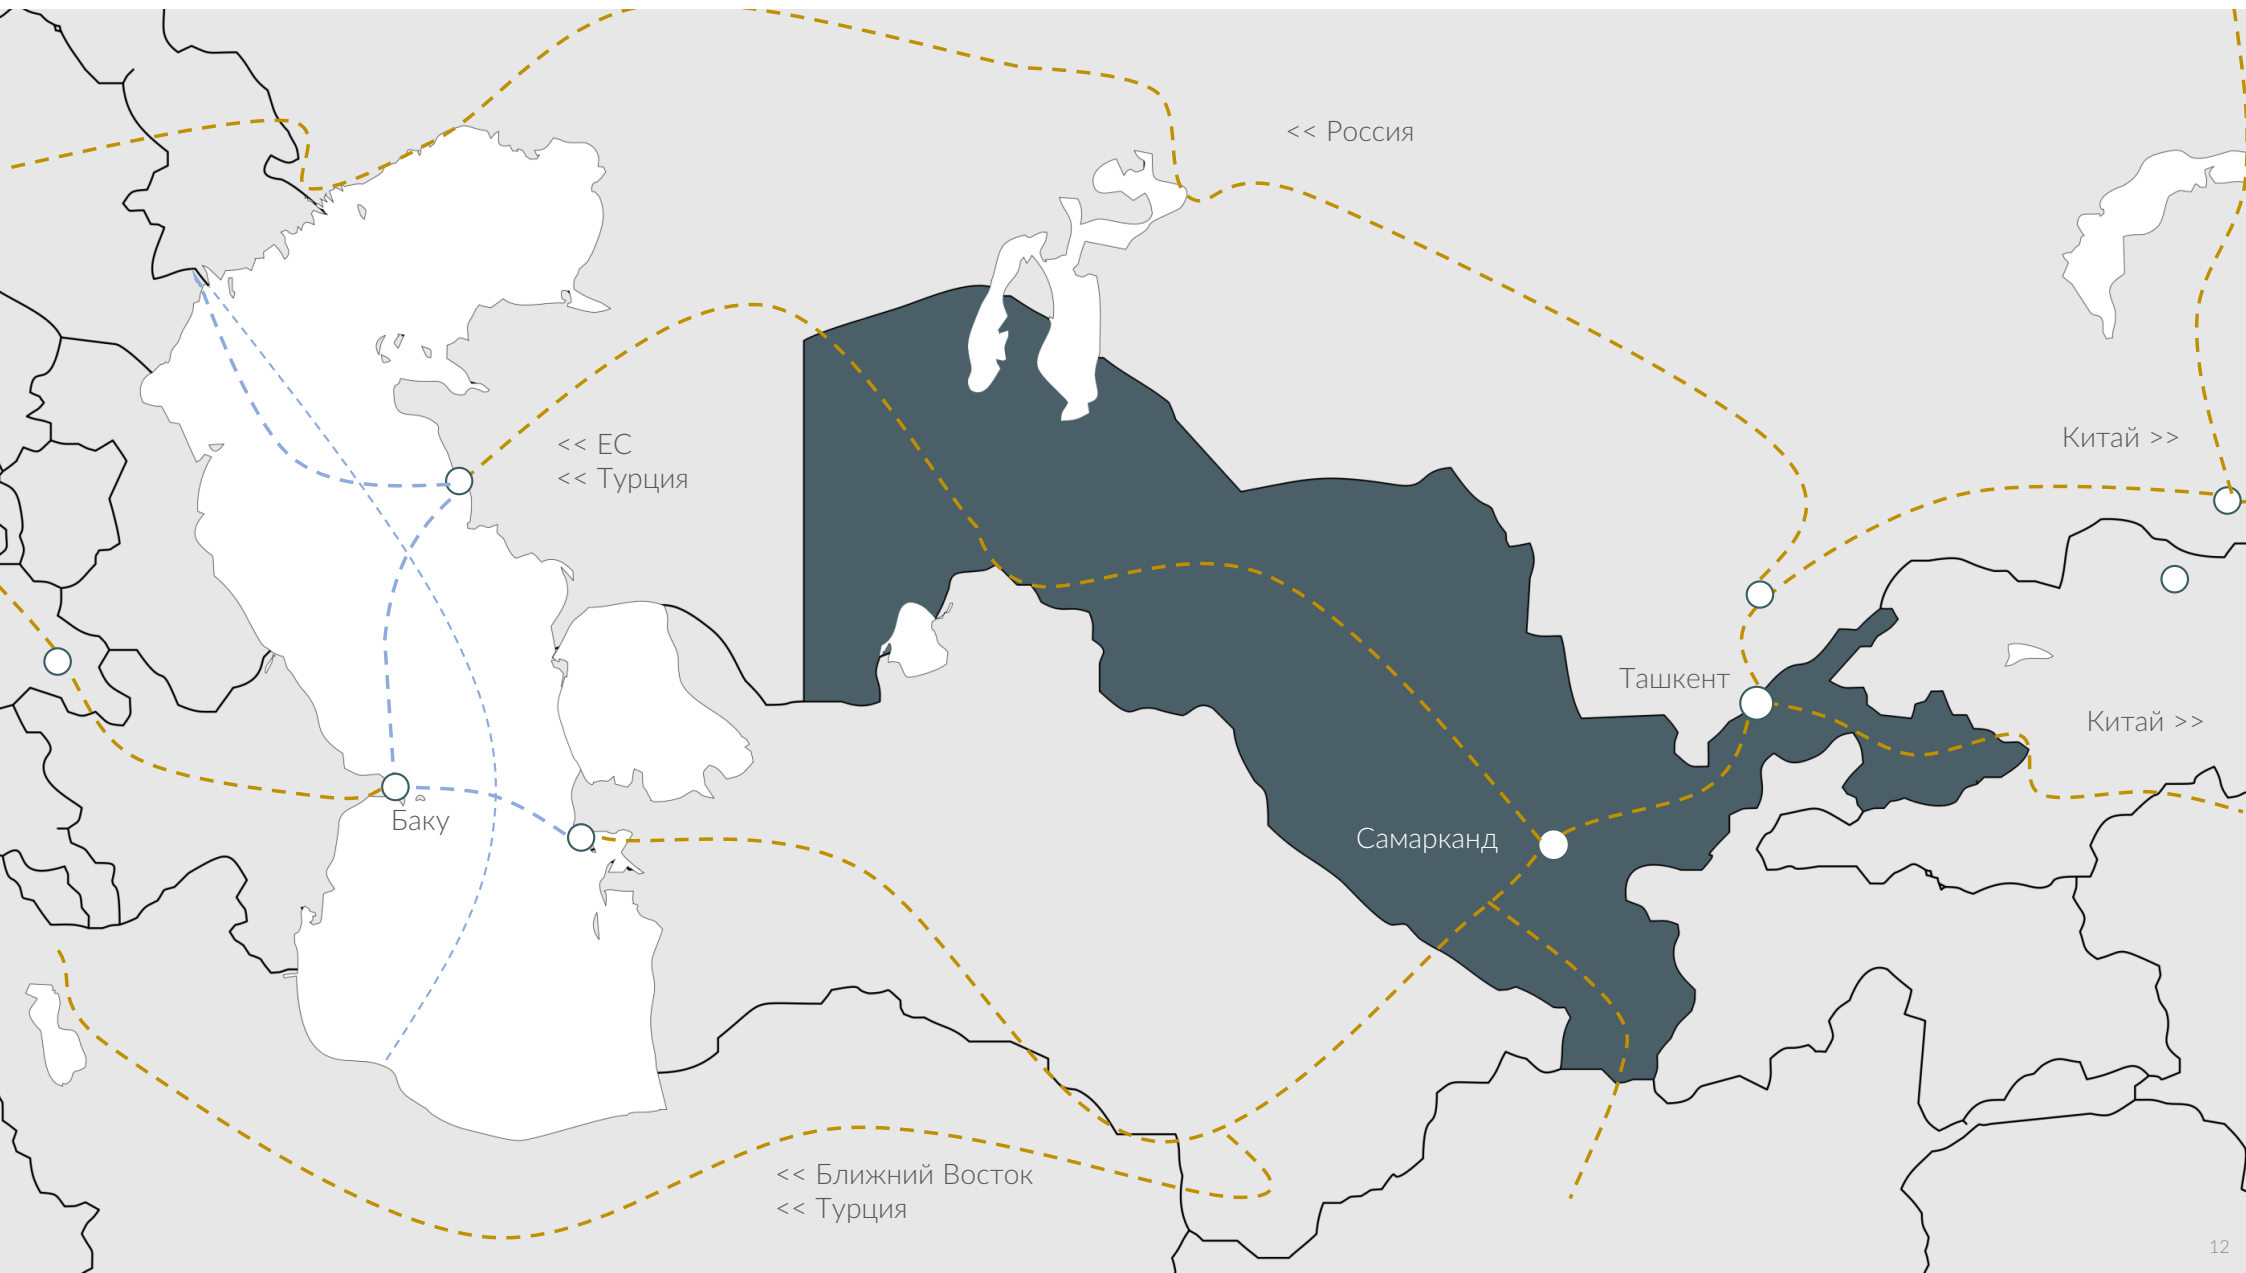 << Россия
<< ЕС
<< Турция
Китай >>
Ташкент
Китай >>
Баку
Самарканд
<< Ближний Восток
<< Турция
12